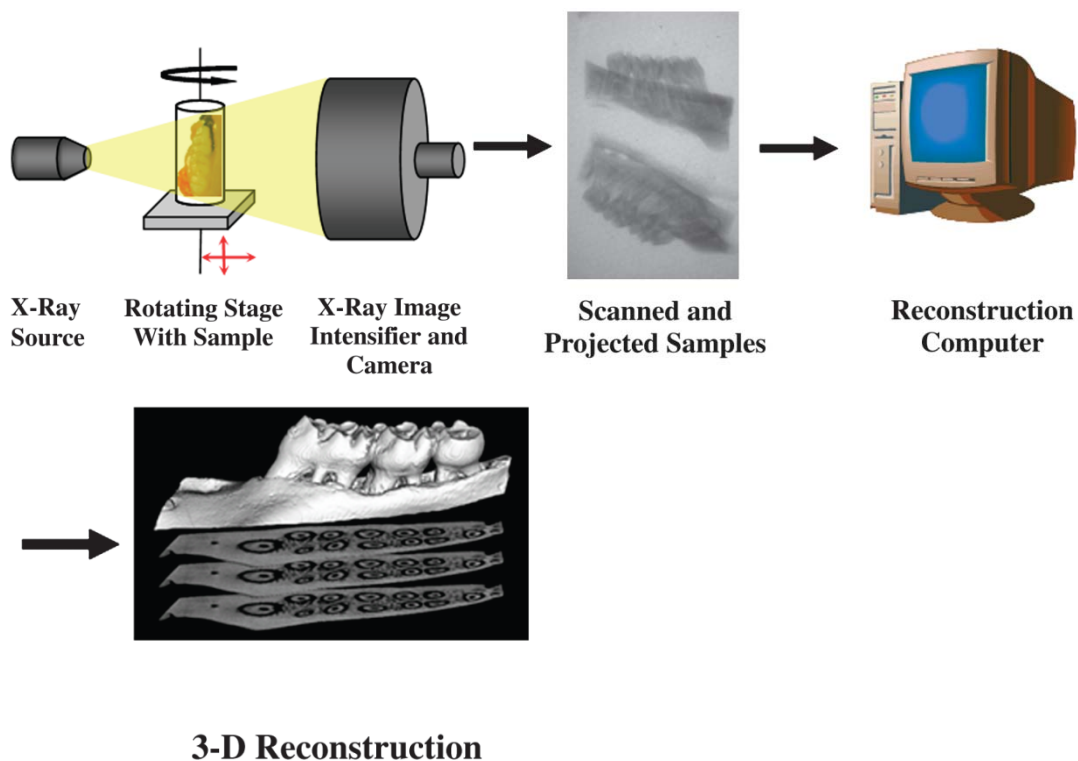 X-Ray
Source
Rotating Stage
With Sample
X-Ray Image
Intensifier and
Camera
Scanned and
Projected Samples
Reconstruction
Computer
3-D Reconstruction